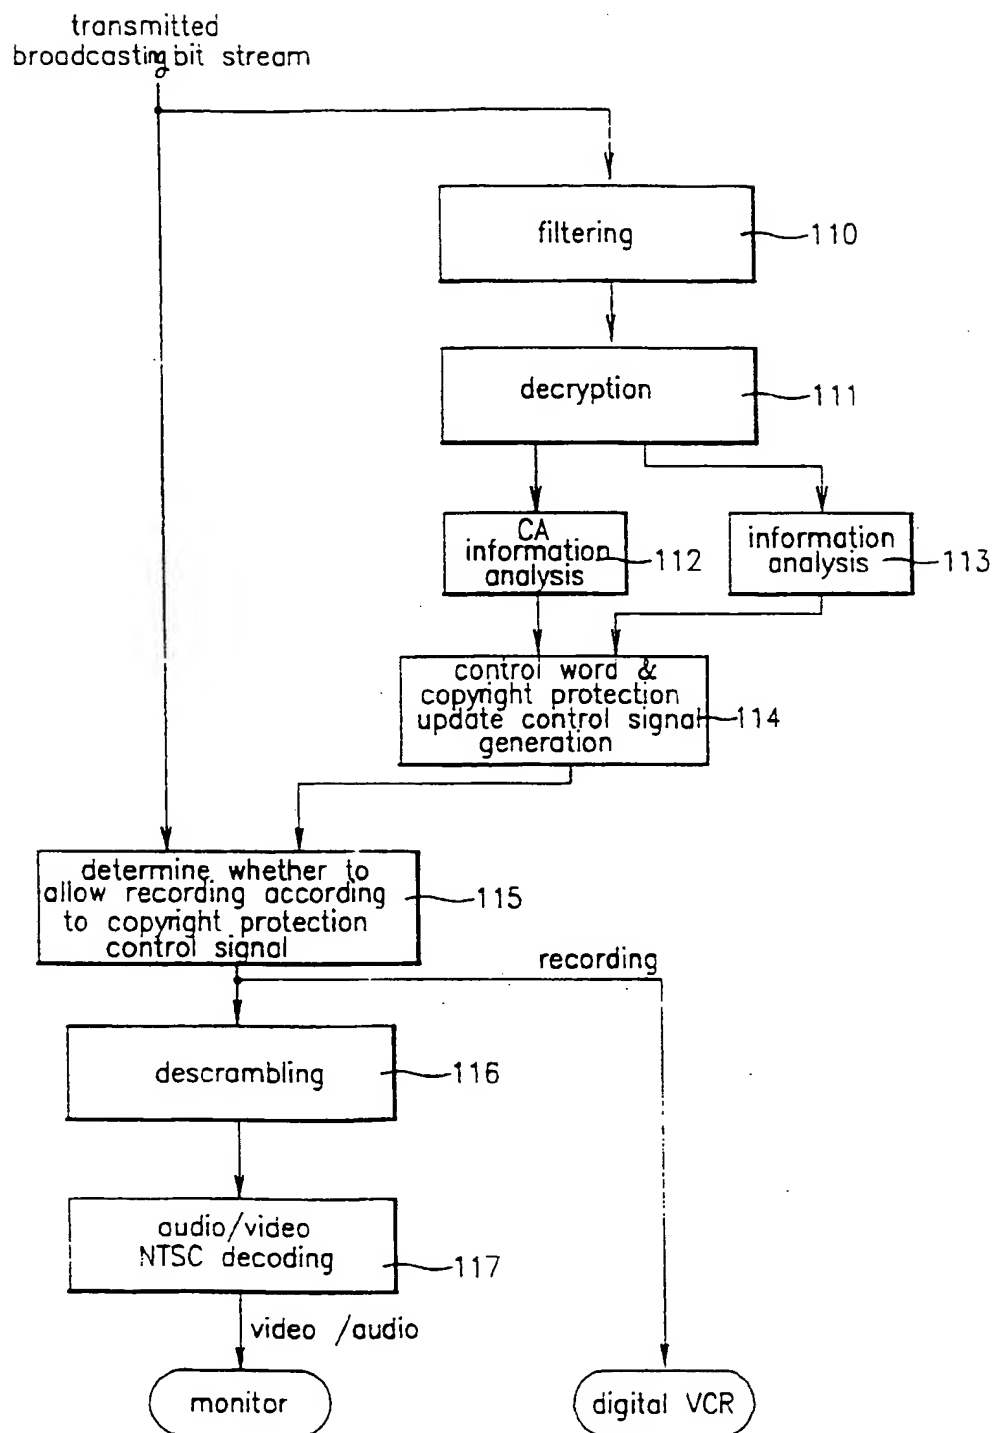 transmitted
broadcasting bit stream
filtering
110
decryption
111
CA
information
analysis
112
information
analysis
113
control word &
copyright protection
update control signal
generation
114
determine whether to
allow recording according
to copyright protection
control signal
115
recording
descrambling
116
audio/video
NTSC decoding
117
video /audio
monitor
digital VCR